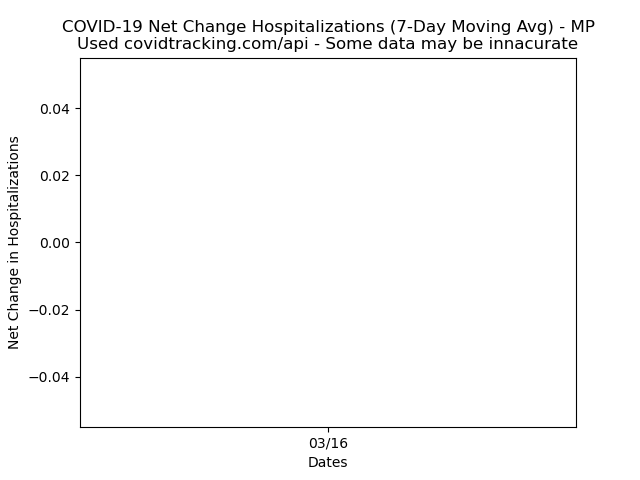 COVID-19 Net Change Hospitalizations (7-Day Moving Avg) - MP
Used covidtracking.com/api - Some data may be innacurate
Net Change in Hospitalizations
0.04
0.02
0.00
−0.02
−0.04
03/16
Dates